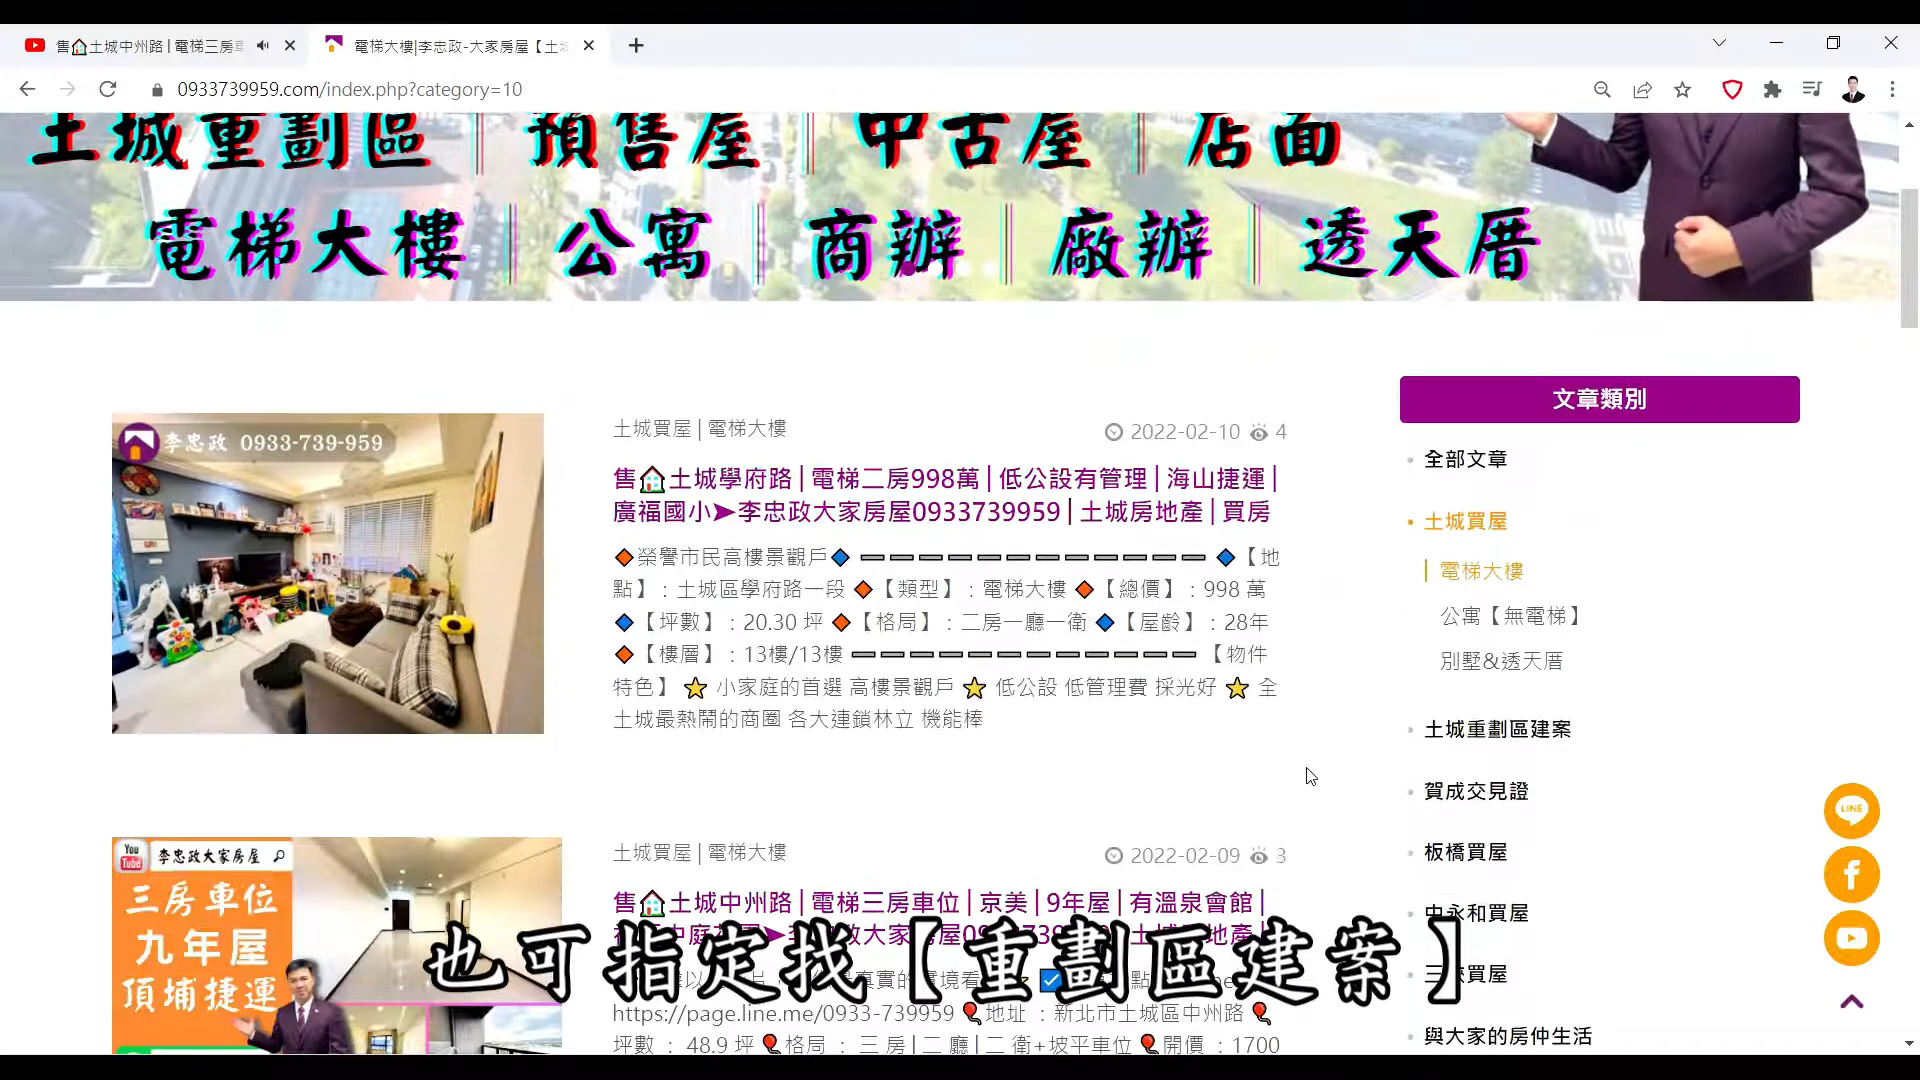 售🏠土城中州路 | 電梯三房
電梯大樓|李忠政-大家房屋【土
0933739959.com/index.php?category=10
土城重劃區 | 預售屋 | 中古屋 | 店面
電梯大樓 | 公寓 | 商辦 | 廠辦 | 透天厝
李忠政 0933-739-959
土城買屋 | 電梯大樓
2022-02-10 4
售🏠土城學府路|電梯二房998萬|低公設有管理|海山捷運|
廣福國小➤李忠政大家房屋0933739959|土城房地產|買房
🔶榮譽市民高樓景觀戶🔷 ➖➖➖➖➖➖➖➖➖➖➖➖ 🔷【地
點】:土城區學府路一段 🔶【類型】:電梯大樓 🔶【總價】:998 萬
🔷【坪數】:20.30 坪 🔶【格局】:二房一廳一衛 🔷【屋齡】:28年
🔶【樓層】:13樓/13樓 ➖➖➖➖➖➖➖➖➖➖➖➖ 【物件
特色】 ⭐ 小家庭的首選 高樓景觀戶 ⭐ 低公設 低管理費 採光好 ⭐ 全
土城最熱鬧的商圈 各大連鎖林立 機能棒
文章類別
全部文章
土城買屋
電梯大樓
公寓【無電梯】
別墅&透天厝
土城重劃區建案
賀成交見證
板橋買屋
中永和買屋
三峽買屋
與大家的房仲生活
LINE
You Tube 李忠政大家房屋
三房車位
九年屋
頂埔捷運
土城買屋 | 電梯大樓
2022-02-09 3
售🏠土城中州路|電梯三房車位|京美|9年屋|有溫泉會館|
https://page.line.me/0933-739959 🎈地址 : 新北市土城區中州路 🎈
坪數 : 48.9 坪 🎈格局 : 三 房|二 廳|二 衛+坡平車位 🎈開價 : 1700
也可指定找【重劃區建案】